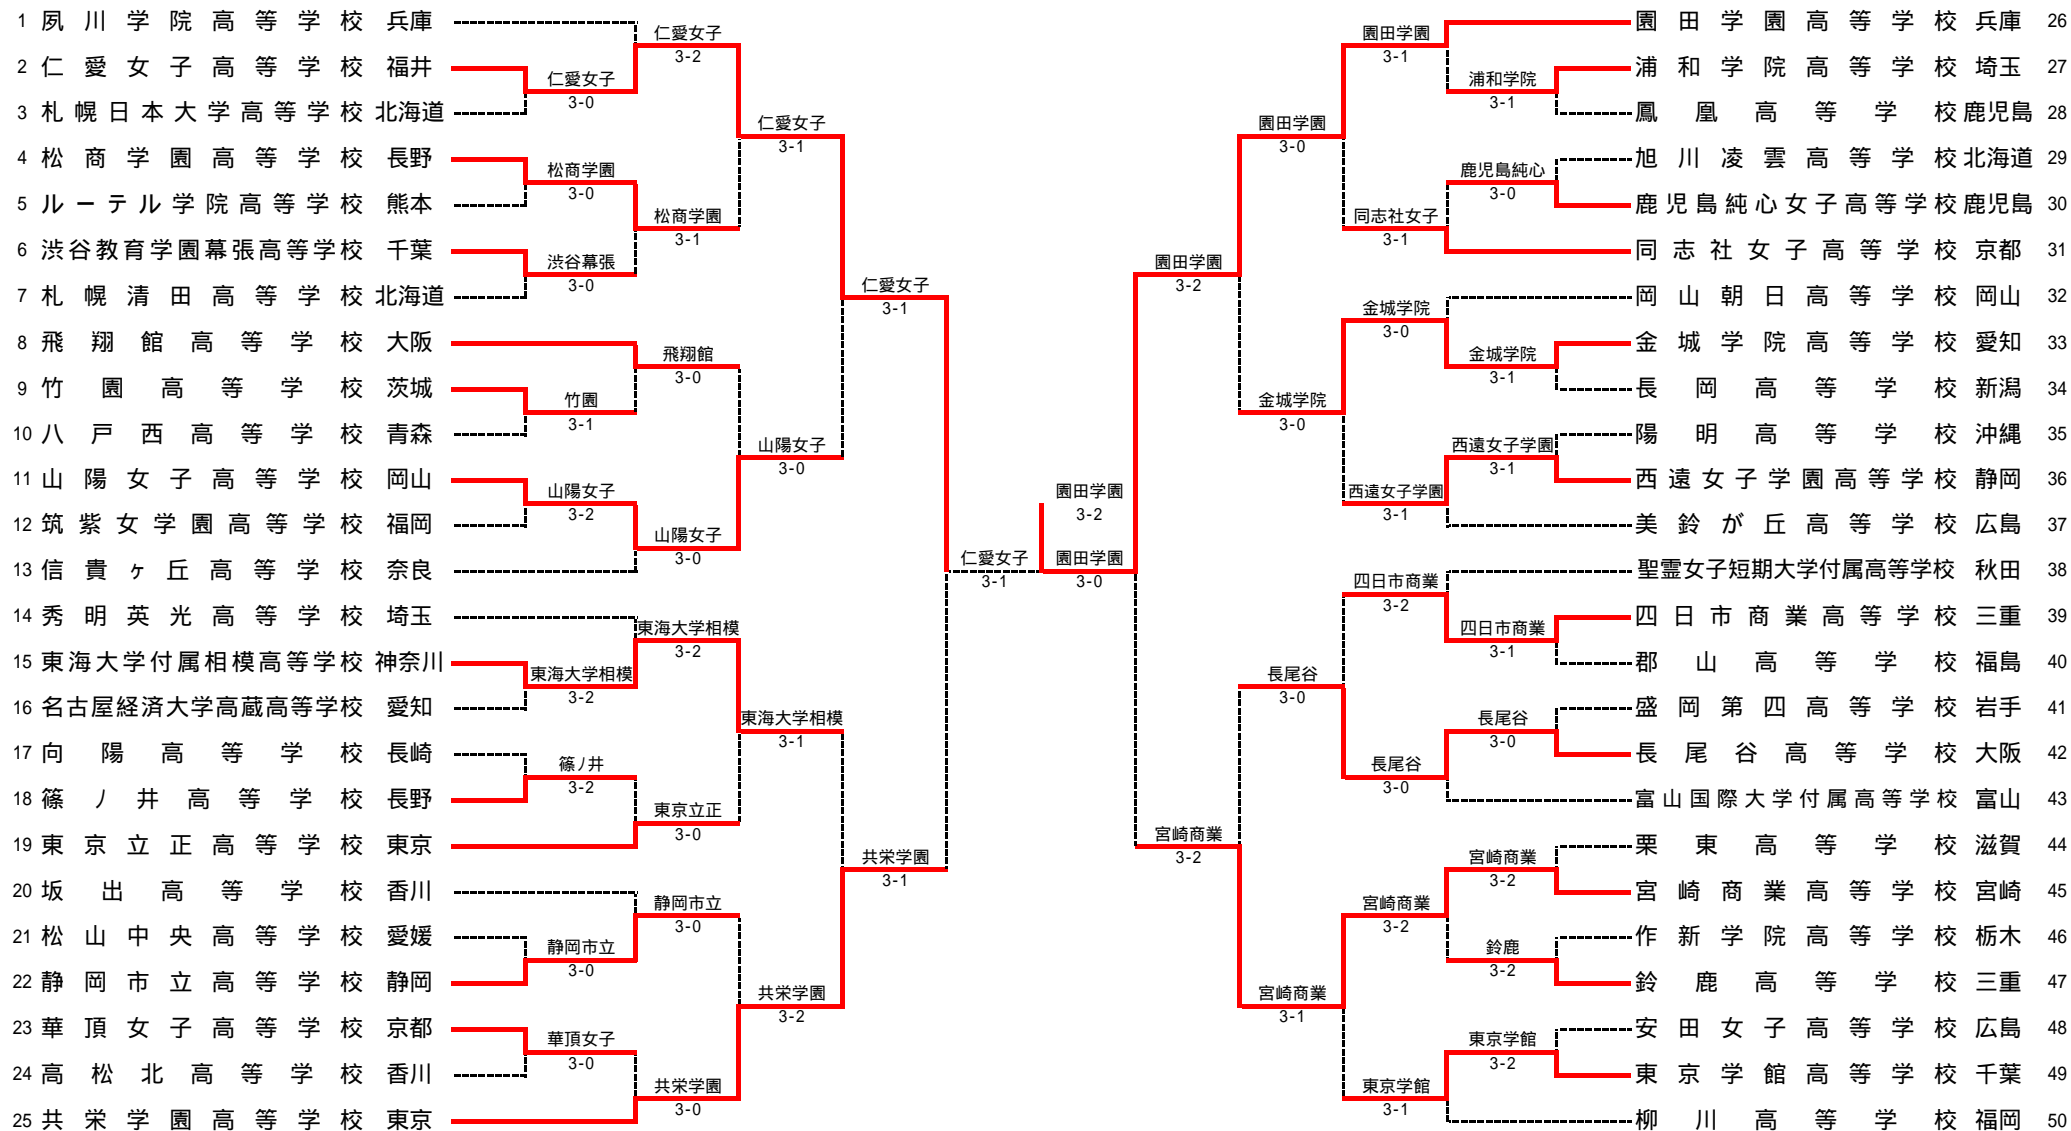 1 夙川学院高等学校 兵庫
2 仁愛女子高等学校 福井
3 札幌日本大学高等学校 北海道
4 松商学園高等学校 長野
5 ルーテル学院高等学校 熊本
6 渋谷教育学園幕張高等学校 千葉
7 札幌清田高等学校 北海道
8 飛翔館高等学校 大阪
9 竹園高等学校 茨城
10 八戸西高等学校 青森
11 山陽女子高等学校 岡山
12 筑紫女学園高等学校 福岡
13 信貴ヶ丘高等学校 奈良
14 秀明英光高等学校 埼玉
15 東海大学付属相模高等学校 神奈川
16 名古屋経済大学高蔵高等学校 愛知
17 向陽高等学校 長崎
18 篠ノ井高等学校 長野
19 東京立正高等学校 東京
20 坂出高等学校 香川
21 松山中央高等学校 愛媛
22 静岡市立高等学校 静岡
23 華頂女子高等学校 京都
24 高松北高等学校 香川
25 共栄学園高等学校 東京
仁愛女子
3-0
松商学園
3-0
渋谷幕張
3-0
竹園
3-1
山陽女子
3-2
東海大学相模
3-2
篠ノ井
3-2
静岡市立
3-0
華頂女子
3-0
仁愛女子
3-2
松商学園
3-1
飛翔館
3-0
山陽女子
3-0
東海大学相模
3-2
東京立正
3-0
静岡市立
3-0
共栄学園
3-0
仁愛女子
3-1
山陽女子
3-0
東海大学相模
3-1
共栄学園
3-2
仁愛女子
3-1
共栄学園
3-1
仁愛女子
3-1
園田学園
3-2
園田学園
3-0
園田学園
3-2
宮崎商業
3-2
園田学園
3-0
金城学院
3-0
長尾谷
3-0
宮崎商業
3-1
園田学園
3-1
同志社女子
3-1
金城学院
3-0
西遠女子学園
3-1
四日市商業
3-2
長尾谷
3-0
宮崎商業
3-2
東京学館
3-1
浦和学院
3-1
鹿児島純心
3-0
金城学院
3-1
西遠女子学園
3-1
四日市商業
3-1
長尾谷
3-0
宮崎商業
3-2
鈴鹿
3-2
東京学館
3-2
園田学園高等学校 兵庫 26
浦和学院高等学校 埼玉 27
鳳凰高等学校 鹿児島 28
旭川凌雲高等学校 北海道 29
鹿児島純心女子高等学校 鹿児島 30
同志社女子高等学校 京都 31
岡山朝日高等学校 岡山 32
金城学院高等学校 愛知 33
長岡高等学校 新潟 34
陽明高等学校 沖縄 35
西遠女子学園高等学校 静岡 36
美鈴が丘高等学校 広島 37
聖霊女子短期大学付属高等学校 秋田 38
四日市商業高等学校 三重 39
郡山高等学校 福島 40
盛岡第四高等学校 岩手 41
長尾谷高等学校 大阪 42
富山国際大学付属高等学校 富山 43
栗東高等学校 滋賀 44
宮崎商業高等学校 宮崎 45
作新学院高等学校 栃木 46
鈴鹿高等学校 三重 47
安田女子高等学校 広島 48
東京学館高等学校 千葉 49
柳川高等学校 福岡 50